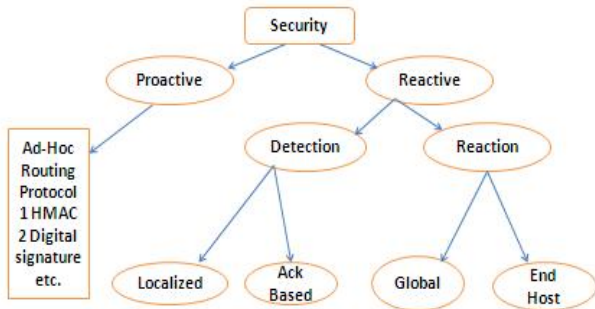 Security
Proactive
Reactive
Ad-Hoc
Routing
Protocol
1 HMAC
2 Digital
signature
etc.
Detection
Reaction
Localized
Ack
Based
Global
End
Host